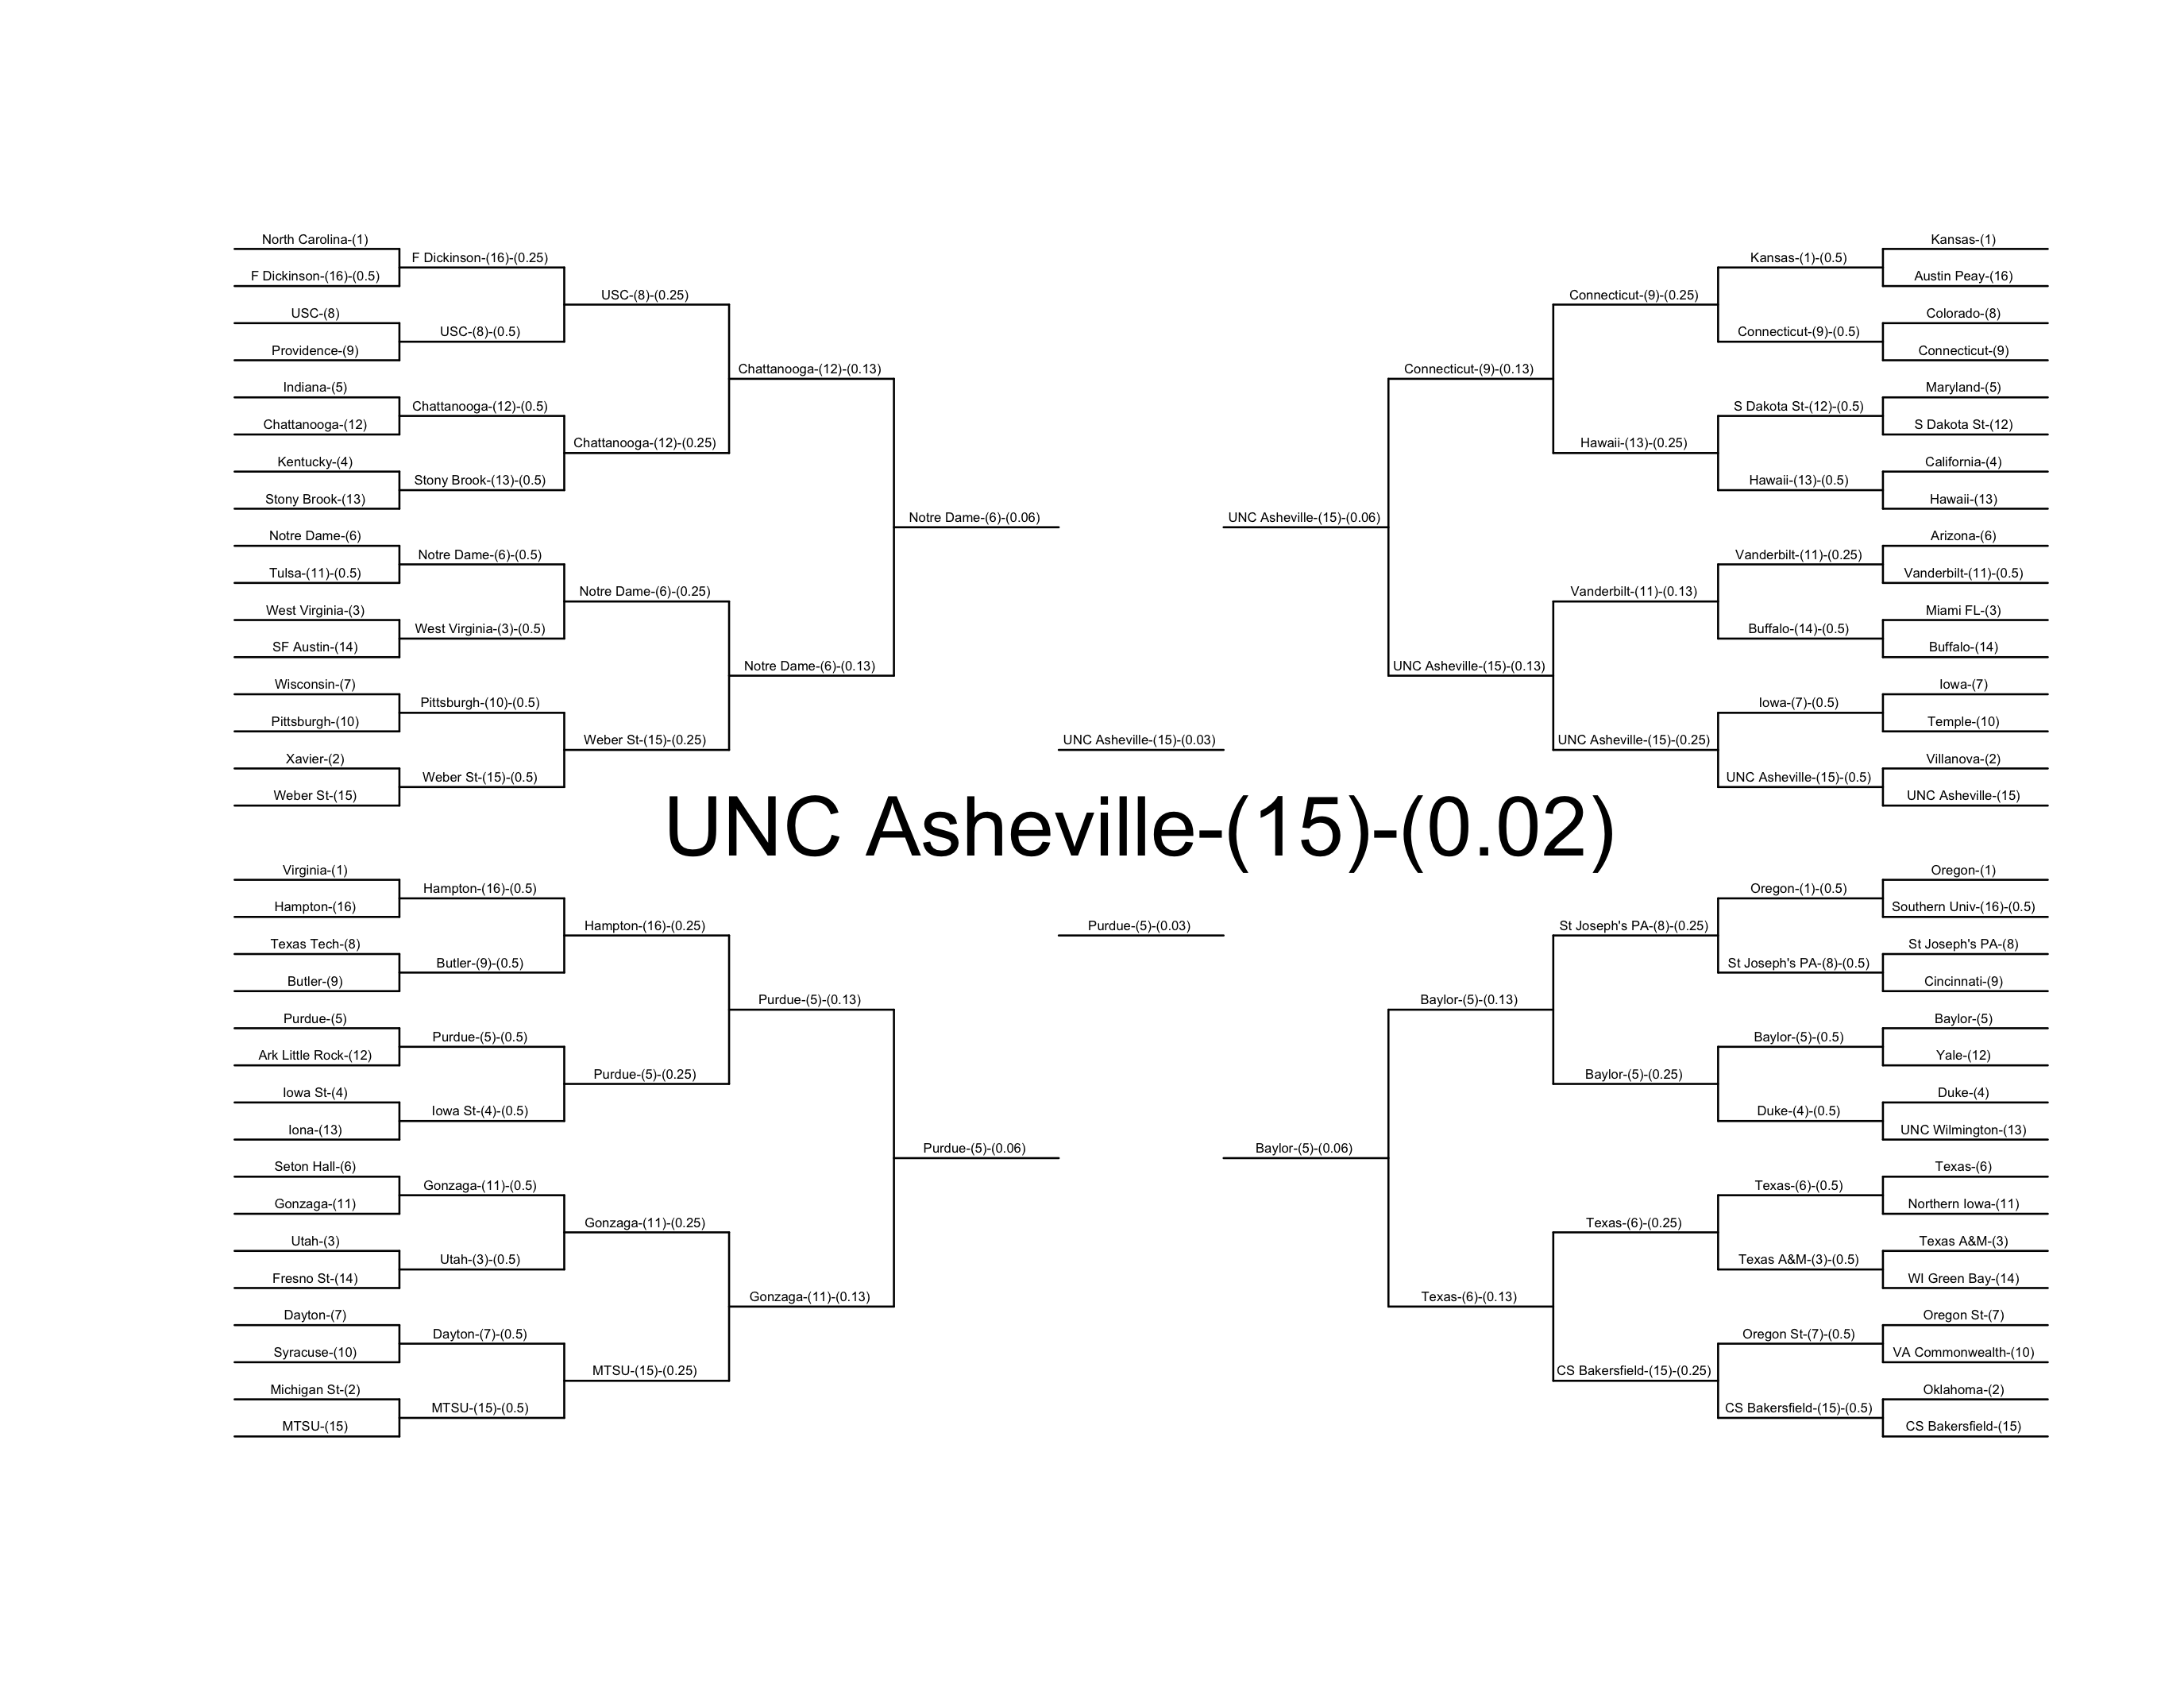 North Carolina-(1)
F Dickinson-(16)-(0.5)
USC-(8)
Providence-(9)
Indiana-(5)
Chattanooga-(12)
Kentucky-(4)
Stony Brook-(13)
Notre Dame-(6)
Tulsa-(11)-(0.5)
West Virginia-(3)
SF Austin-(14)
Wisconsin-(7)
Pittsburgh-(10)
Xavier-(2)
Weber St-(15)
F Dickinson-(16)-(0.25)
USC-(8)-(0.5)
Chattanooga-(12)-(0.5)
Stony Brook-(13)-(0.5)
Notre Dame-(6)-(0.5)
West Virginia-(3)-(0.5)
Pittsburgh-(10)-(0.5)
Weber St-(15)-(0.5)
USC-(8)-(0.25)
Chattanooga-(12)-(0.25)
Notre Dame-(6)-(0.25)
Weber St-(15)-(0.25)
Chattanooga-(12)-(0.13)
Notre Dame-(6)-(0.13)
Notre Dame-(6)-(0.06)
UNC Asheville-(15)-(0.06)
Connecticut-(9)-(0.13)
UNC Asheville-(15)-(0.13)
Connecticut-(9)-(0.25)
Hawaii-(13)-(0.25)
Vanderbilt-(11)-(0.13)
UNC Asheville-(15)-(0.25)
Kansas-(1)-(0.5)
Connecticut-(9)-(0.5)
S Dakota St-(12)-(0.5)
Hawaii-(13)-(0.5)
Vanderbilt-(11)-(0.25)
Buffalo-(14)-(0.5)
Iowa-(7)-(0.5)
UNC Asheville-(15)-(0.5)
Kansas-(1)
Austin Peay-(16)
Colorado-(8)
Connecticut-(9)
Maryland-(5)
S Dakota St-(12)
California-(4)
Hawaii-(13)
Arizona-(6)
Vanderbilt-(11)-(0.5)
Miami FL-(3)
Buffalo-(14)
Iowa-(7)
Temple-(10)
Villanova-(2)
UNC Asheville-(15)
UNC Asheville-(15)-(0.03)
UNC Asheville-(15)-(0.02)
Purdue-(5)-(0.03)
Virginia-(1)
Hampton-(16)
Texas Tech-(8)
Butler-(9)
Purdue-(5)
Ark Little Rock-(12)
Iowa St-(4)
Iona-(13)
Seton Hall-(6)
Gonzaga-(11)
Utah-(3)
Fresno St-(14)
Dayton-(7)
Syracuse-(10)
Michigan St-(2)
MTSU-(15)
Hampton-(16)-(0.5)
Butler-(9)-(0.5)
Purdue-(5)-(0.5)
Iowa St-(4)-(0.5)
Gonzaga-(11)-(0.5)
Utah-(3)-(0.5)
Dayton-(7)-(0.5)
MTSU-(15)-(0.5)
Hampton-(16)-(0.25)
Purdue-(5)-(0.25)
Gonzaga-(11)-(0.25)
MTSU-(15)-(0.25)
Purdue-(5)-(0.13)
Gonzaga-(11)-(0.13)
Purdue-(5)-(0.06)
Baylor-(5)-(0.06)
Baylor-(5)-(0.13)
Texas-(6)-(0.13)
St Joseph's PA-(8)-(0.25)
Baylor-(5)-(0.25)
Texas-(6)-(0.25)
CS Bakersfield-(15)-(0.25)
Oregon-(1)-(0.5)
St Joseph's PA-(8)-(0.5)
Baylor-(5)-(0.5)
Duke-(4)-(0.5)
Texas-(6)-(0.5)
Texas A&M-(3)-(0.5)
Oregon St-(7)-(0.5)
CS Bakersfield-(15)-(0.5)
Oregon-(1)
Southern Univ-(16)-(0.5)
St Joseph's PA-(8)
Cincinnati-(9)
Baylor-(5)
Yale-(12)
Duke-(4)
UNC Wilmington-(13)
Texas-(6)
Northern Iowa-(11)
Texas A&M-(3)
WI Green Bay-(14)
Oregon St-(7)
VA Commonwealth-(10)
Oklahoma-(2)
CS Bakersfield-(15)